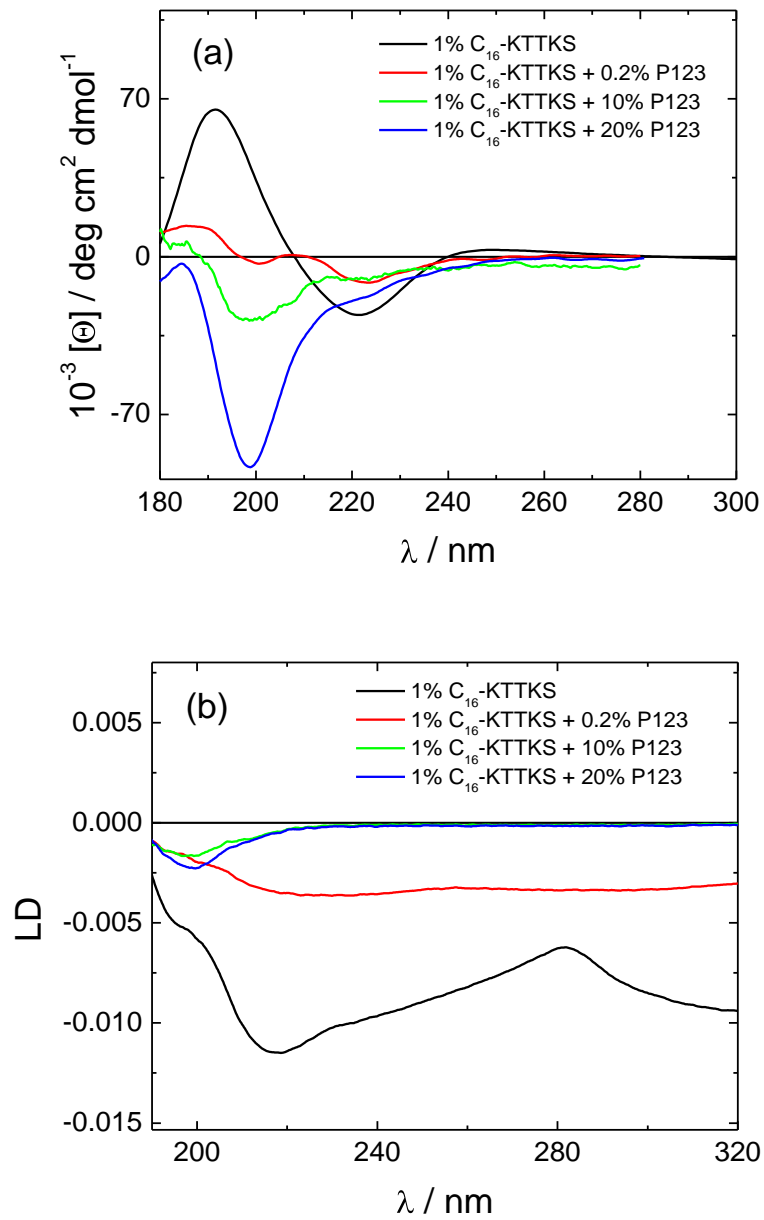 (a)
1% C₁₆-KTTKS
1% C₁₆-KTTKS + 0.2% P123
1% C₁₆-KTTKS + 10% P123
1% C₁₆-KTTKS + 20% P123
70
0
-70
10⁻³ [Θ] / deg cm² dmol⁻¹
180 200 220 240 260 280 300
λ / nm
(b)
1% C₁₆-KTTKS
1% C₁₆-KTTKS + 0.2% P123
1% C₁₆-KTTKS + 10% P123
1% C₁₆-KTTKS + 20% P123
0.005
0.000
-0.005
-0.010
-0.015
LD
200 240 280 320
λ / nm